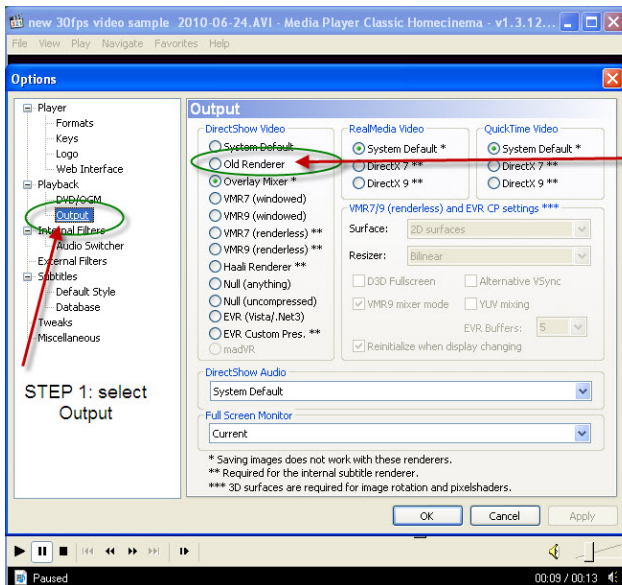 new 30fps video sample 2010-06-24.AVI - Media Player Classic Homecinema - v1.3.12...
File View Play Navigate Favorites Help
Options
Player
Formats
Keys
Logo
Web Interface
Playback
DVD/OGM
Output
Internal Filters
Audio Switcher
External Filters
Subtitles
Default Style
Database
Tweaks
Miscellaneous
STEP 1: select
Output
Output
DirectShow Video
System Default
Old Renderer
Overlay Mixer *
VMR7 (windowed)
VMR9 (windowed)
VMR7 (renderless) **
VMR9 (renderless) **
Haali Renderer **
Null (anything)
Null (uncompressed)
EVR (Vista/.Net3)
EVR Custom Pres. **
madVR
RealMedia Video
System Default *
DirectX 7 **
DirectX 9 **
QuickTime Video
System Default *
DirectX 7 **
DirectX 9 **
VMR7/9 (renderless) and EVR CP settings ***
Surface: 2D surfaces
Resizer: Bilinear
D3D Fullscreen Alternative VSync
VMR9 mixer mode YUV mixing
EVR Buffers: 5
Reinitialize when display changing
DirectShow Audio
System Default
Full Screen Monitor
Current
* Saving images does not work with these renderers.
** Required for the internal subtitle renderer.
*** 3D surfaces are required for image rotation and pixelshaders.
OK Cancel Apply
Paused 00:09 / 00:13